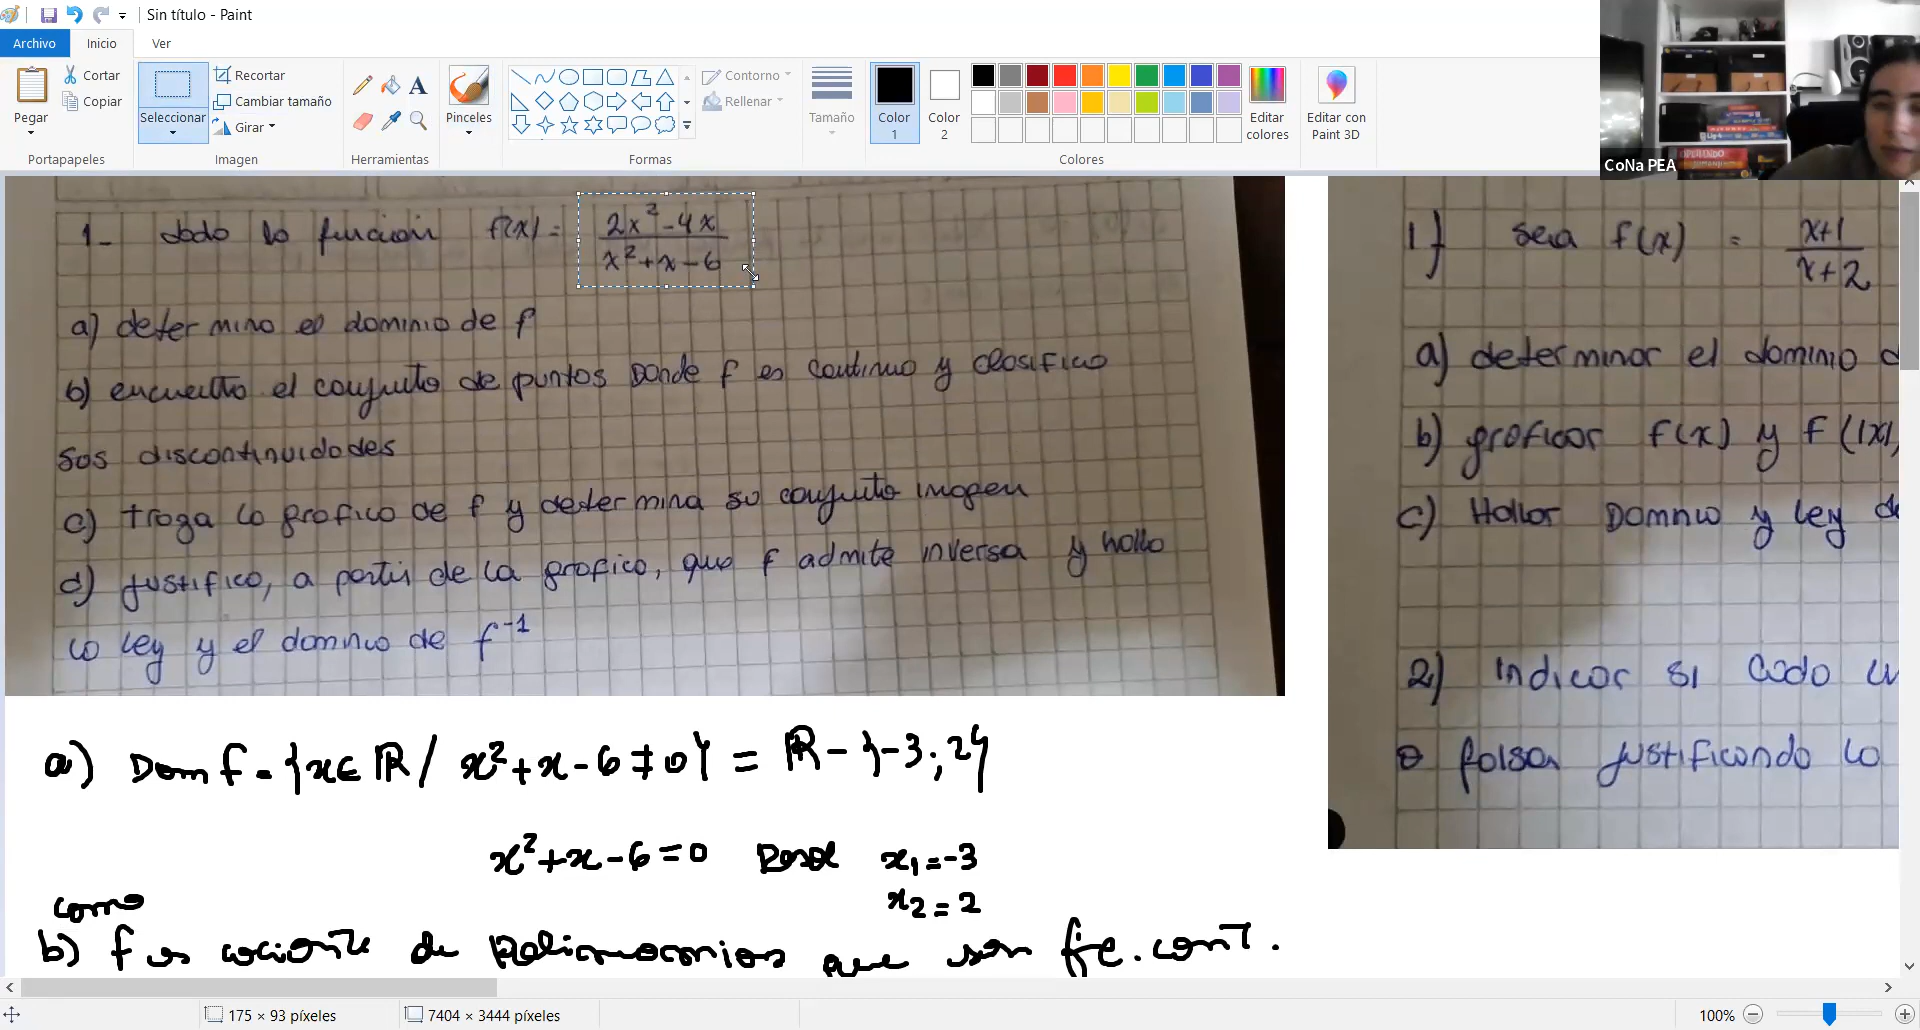 Sin título - Paint
Archivo Inicio Ver
Pegar
Cortar
Copiar
Portapapeles
Seleccionar
Recortar
Cambiar tamaño
Girar
Imagen
A
Herramientas
Pinceles
Contorno
Rellenar
Formas
Tamaño
Color 1
Color 2
Editar colores
Editar con Paint 3D
Colores
CoNa PEA
1- dada la funcion f(x) = 2x² - 4x / x² + x - 6
a) determina el dominio de f
b) encuentra el conjunto de puntos donde f es continua y clasifica
sus discontinuidades
c) traza la grafica de f y determina su conjunto imagen
d) justifica, a partir de la grafica, que f admite inversa y halla
la ley y el dominio de f⁻¹
1} sea f(x) = x+1 / x+2
a) determinar el dominio d
b) graficar f(x) y f(|x|,
c) Hallar Dominio y ley de
2) indicar si cada
o falsa justificando lo
a) Dom f = {x∈ℝ / x²+x-6≠0} = ℝ - {-3; 2}
x²+x-6=0 x₁=-3
x₂=2
como
b) f es cociente de Polinomios que son fc. cont.
175 × 93 píxeles
7404 × 3444 píxeles
100%